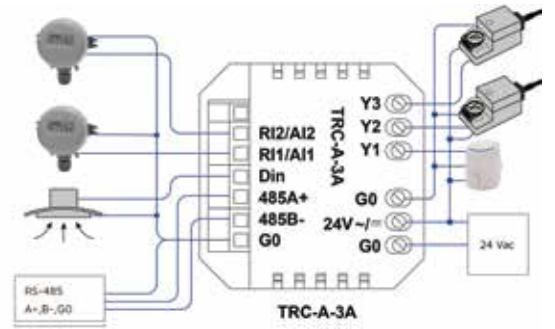 RI2/AI2
RI1/AI1
Din
485A+
485B-
G0
TRC-A-3A
Y3
Y2
Y1
G0
24V ~/=
G0
24 Vac
RS-485
A+,B-,G0
TRC-A-3A